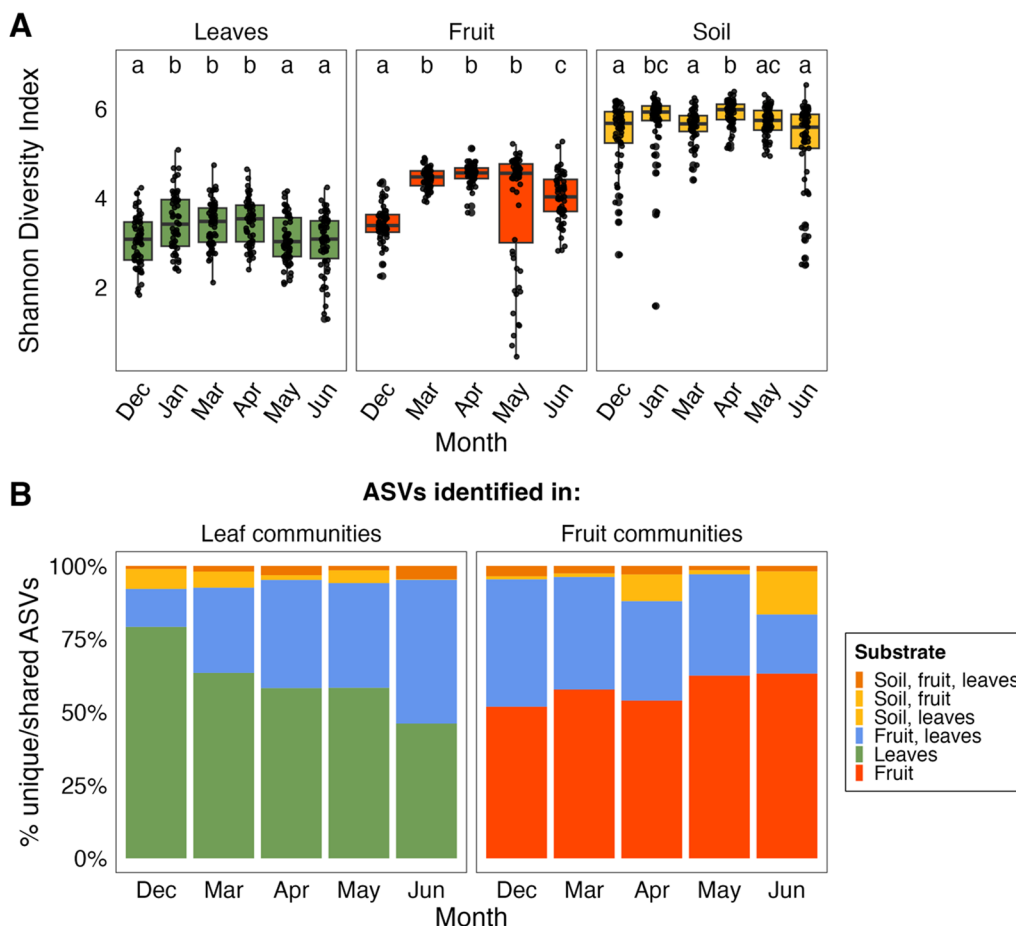 A
Leaves Fruit Soil
a b b b a a a b b b c a bc a b ac a
Shannon Diversity Index
6
4
2
Dec Jan Mar Apr May Jun Dec Mar Apr May Jun Dec Jan Mar Apr May Jun
Month
B
ASVs identified in:
Leaf communities Fruit communities
% unique/shared ASVs
100%
75%
50%
25%
0%
Dec Mar Apr May Jun Dec Mar Apr May Jun
Month
Substrate
Soil, fruit, leaves
Soil, fruit
Soil, leaves
Fruit, leaves
Leaves
Fruit